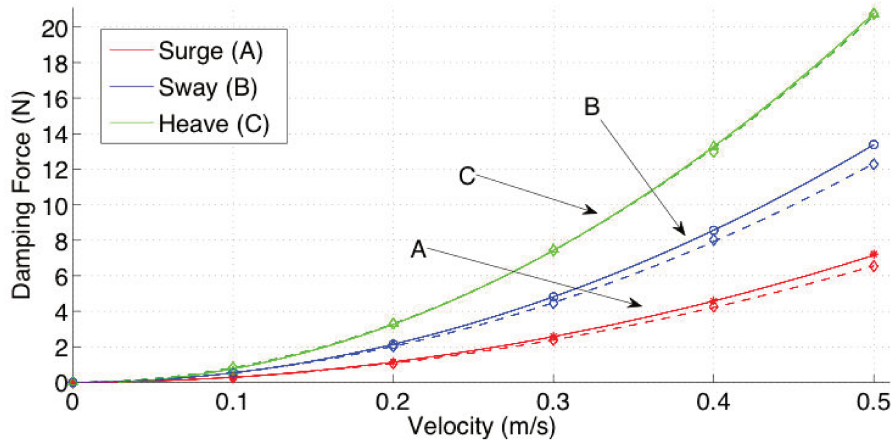 20
18
16
14
12
10
8
6
4
2
0
Damping Force (N)
Surge (A)
Sway (B)
Heave (C)
B
C
A
0 0.1 0.2 0.3 0.4 0.5
Velocity (m/s)